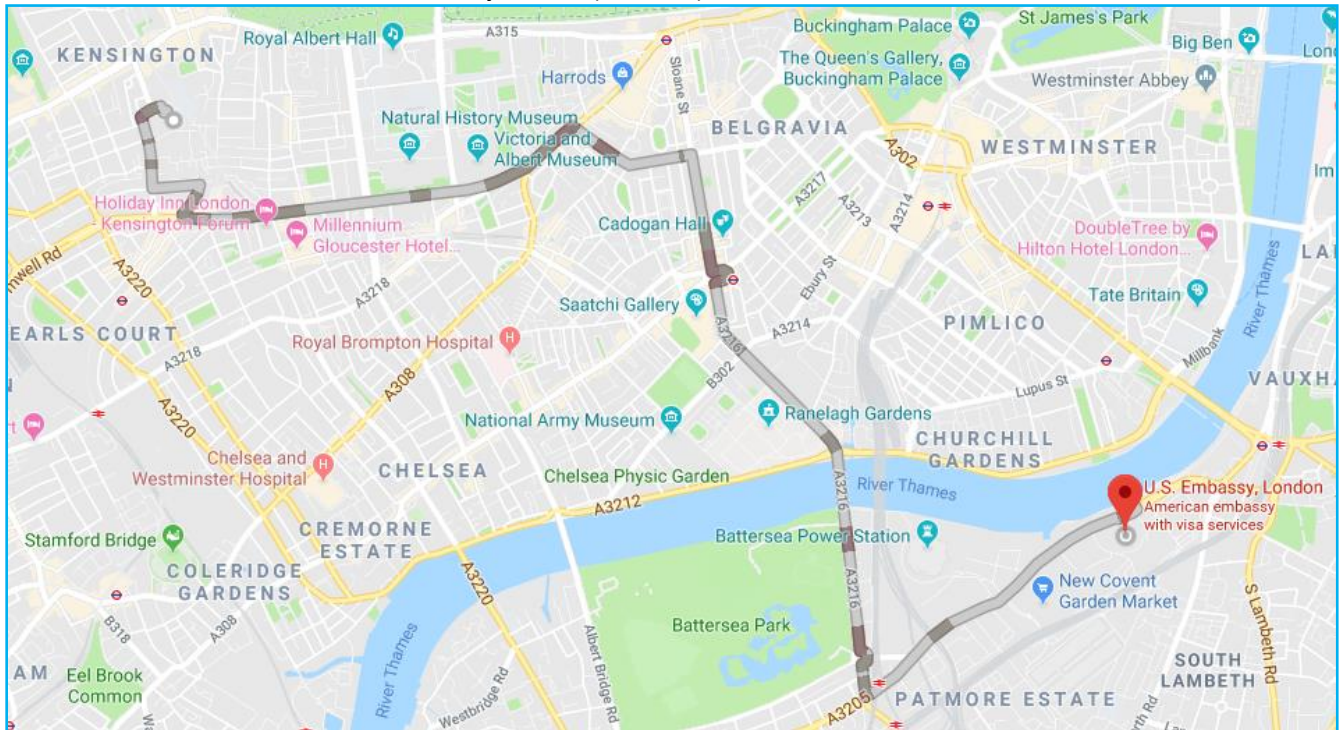 KENSINGTON
Royal Albert Hall
A315
Buckingham Palace
St James's Park
Big Ben
The Queen's Gallery,
Buckingham Palace
Westminster Abbey
Harrods
Sloane St
Natural History Museum
Victoria and
Albert Museum
BELGRAVIA
A302
WESTMINSTER
A3217
A3213
A3214
Holiday Inn London
Kensington Forum
Millennium
Gloucester Hotel...
Cadogan Hall
DoubleTree by
Hilton Hotel London...
A3220
A3218
Ebury St
River Thames
Saatchi Gallery
Tate Britain
EARLS COURT
A3218
Royal Brompton Hospital
A3216
A3214
PIMLICO
Millbank
A308
B302
Lupus St
A3220
National Army Museum
Ranelagh Gardens
CHURCHILL
GARDENS
Chelsea and
Westminster Hospital
CHELSEA
Chelsea Physic Garden
A3216
River Thames
U.S. Embassy, London
American embassy
with visa services
A3212
CREMORNE
ESTATE
Stamford Bridge
Battersea Power Station
COLERIDGE
GARDENS
A3220
A3216
New Covent
Garden Market
S Lambeth Rd
B318
A308
Albert Bridge Rd
Battersea Park
River Thames
Eel Brook
Common
Westbridge Rd
SOUTH
LAMBETH
A3205
PATMORE ESTATE